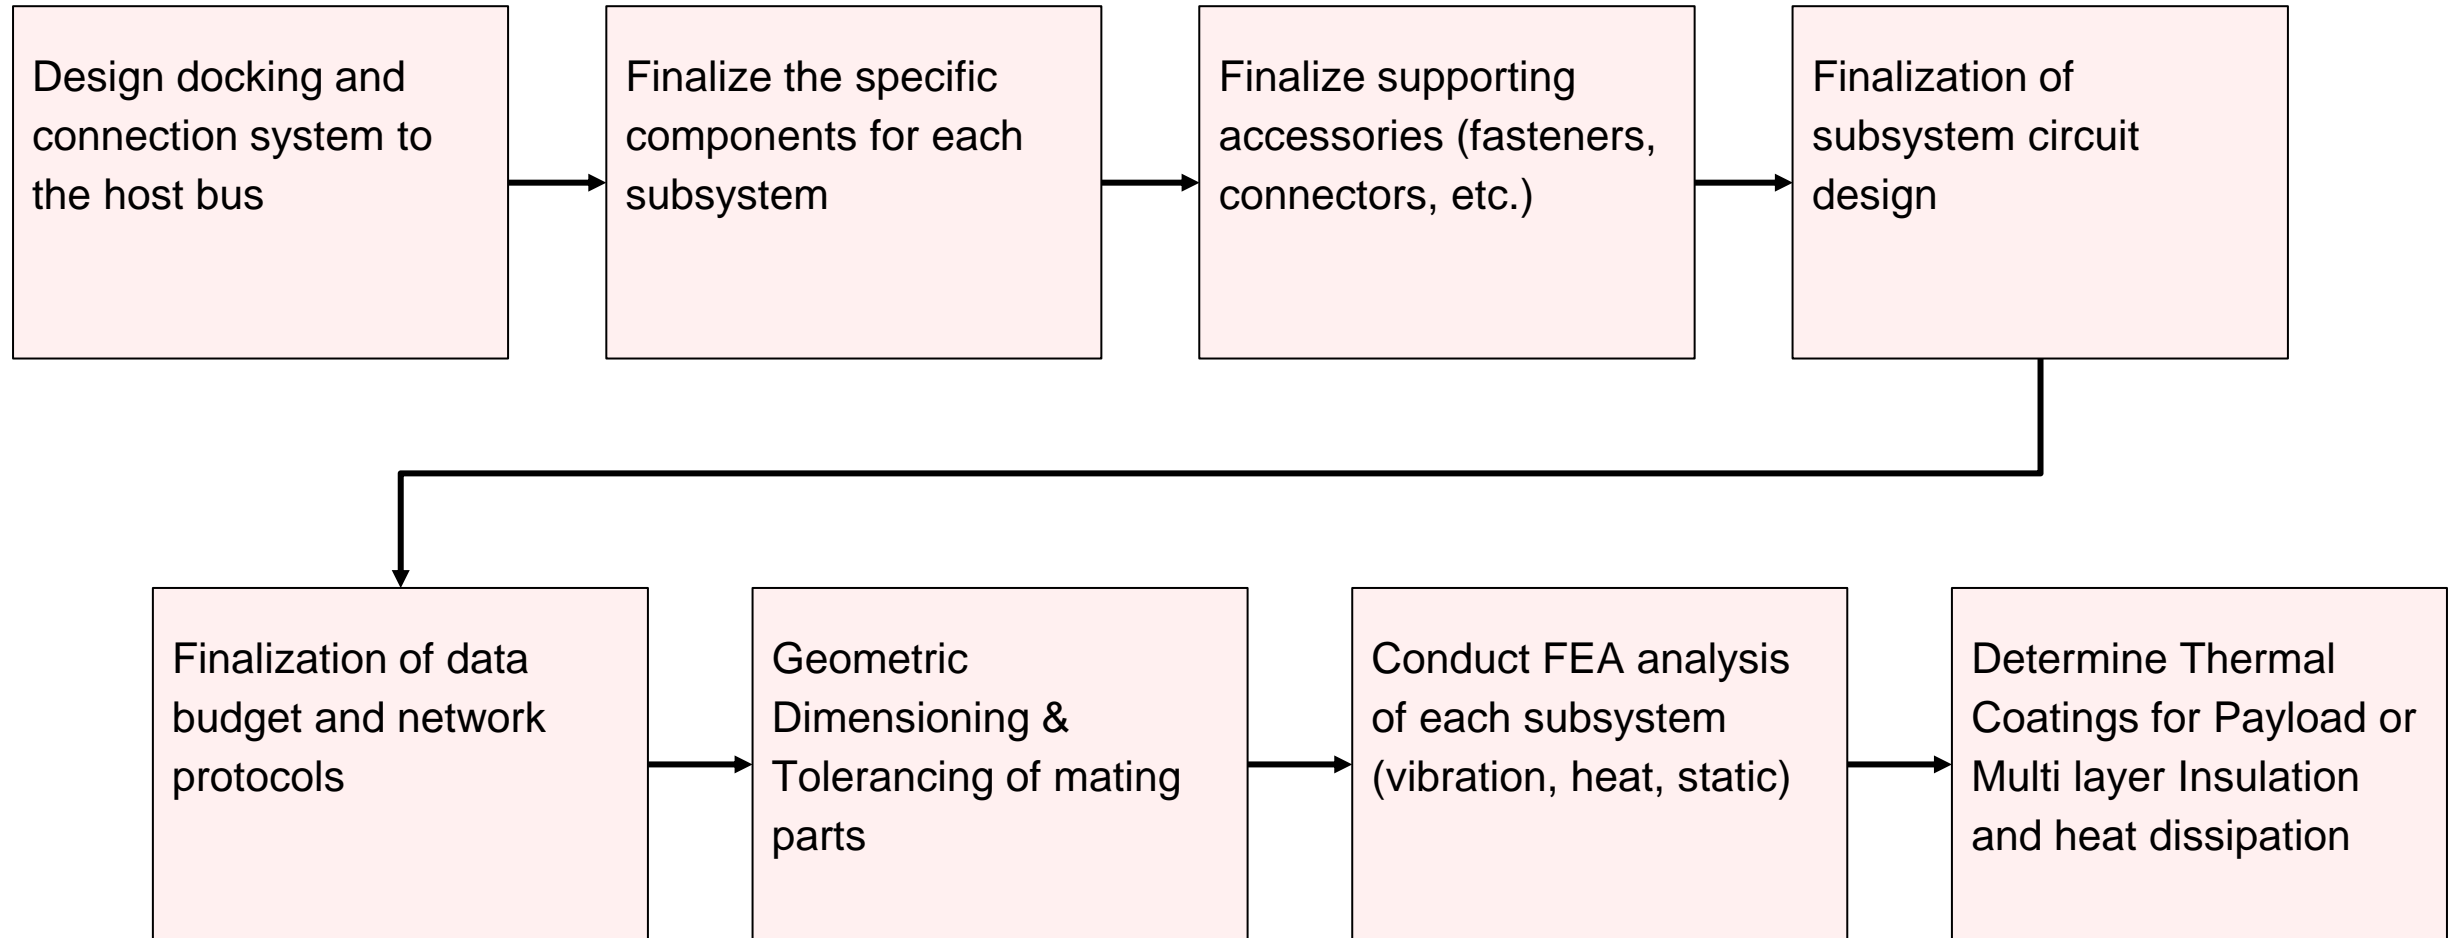 Design docking and
connection system to
the host bus
Finalize the specific
components for each
subsystem
Finalize supporting
accessories (fasteners,
connectors, etc.)
Finalization of
subsystem circuit
design
Finalization of data
budget and network
protocols
Geometric
Dimensioning &
Tolerancing of mating
parts
Conduct FEA analysis
of each subsystem
(vibration, heat, static)
Determine Thermal
Coatings for Payload or
Multi layer Insulation
and heat dissipation